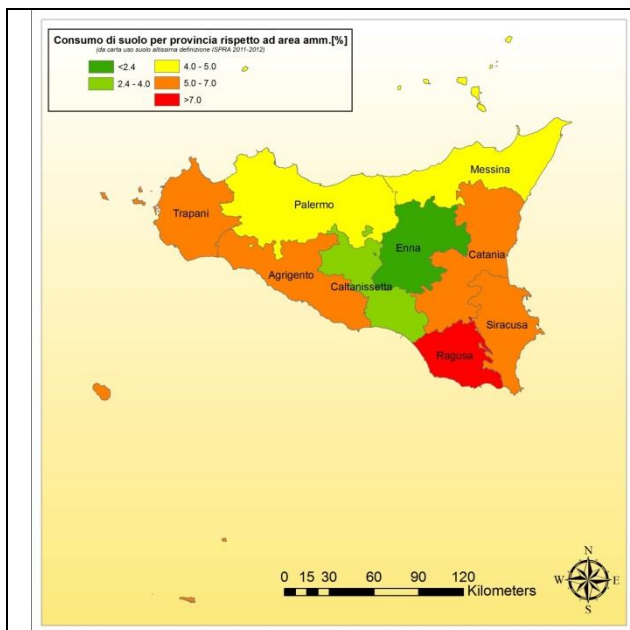 Consumo di suolo per provincia rispetto ad area amm.[%]
(da carta uso suolo altissima definizione ISPRA 2011-2012)
<2.4 4.0 - 5.0
2.4 - 4.0 5.0 - 7.0
>7.0
Messina
Palermo
Trapani
Enna
Catania
Agrigento
Caltanissetta
Siracusa
Ragusa
N
W E
S
0 15 30 60 90 120
Kilometers